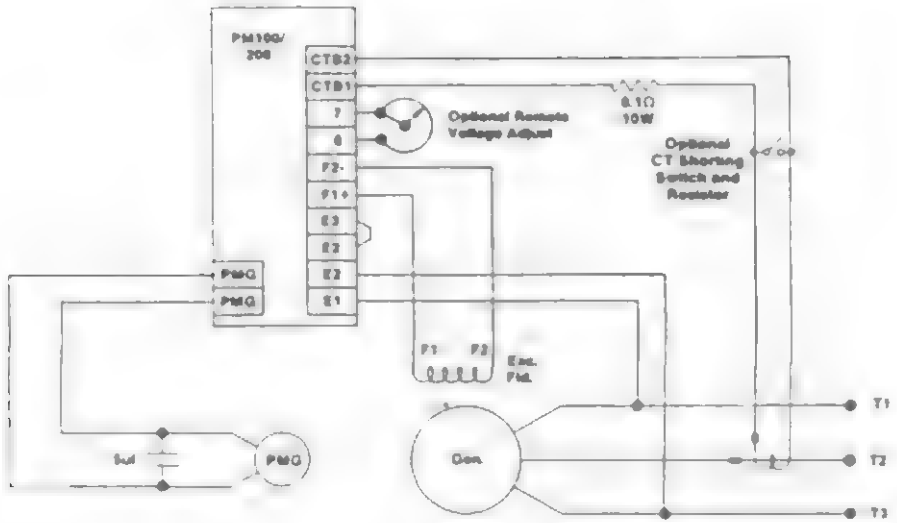 PM100/
200
CTB2
CTB1
7
6
F2-
F1+
E3
E3
E2
E1
PMG
PMG
Optional Remote
Voltage Adjust
0.1Ω
10W
Optional
CT Shorting
Switch and
Resistor
F1 F2
Exc.
Fld.
PMG
Gen.
T1
T2
T3